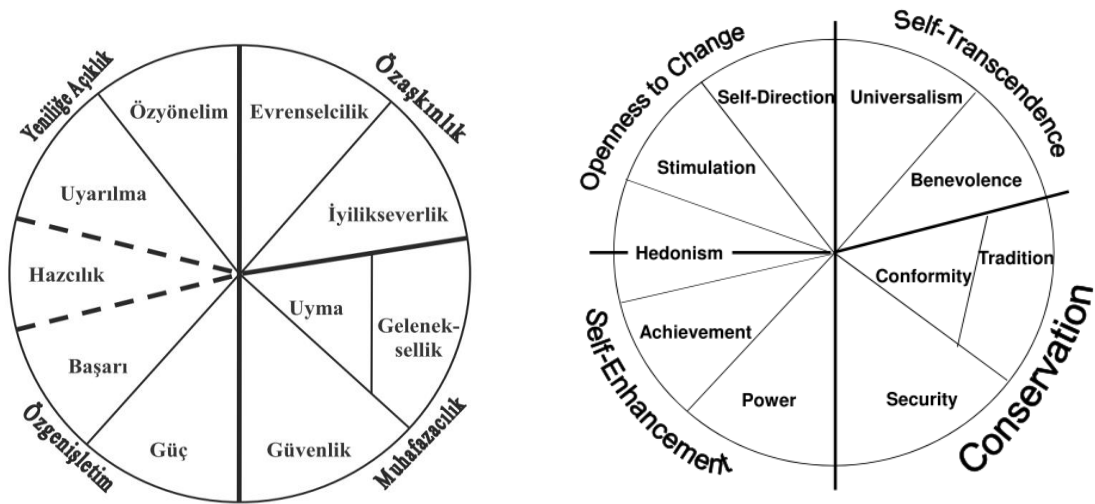 Yeniliğe Açıklık
Özaşkınlık
Özyönelim
Evrenselcilik
Uyarılma
İyilikseverlik
Hazcılık
Uyma
Gelenek-
sellik
Başarı
Güç
Güvenlik
Özgenişletim
Muhafazacılık
Openness to Change
Self-Transcendence
Self-Direction
Universalism
Stimulation
Benevolence
Hedonism
Conformity
Tradition
Achievement
Power
Security
Self-Enhancement
Conservation